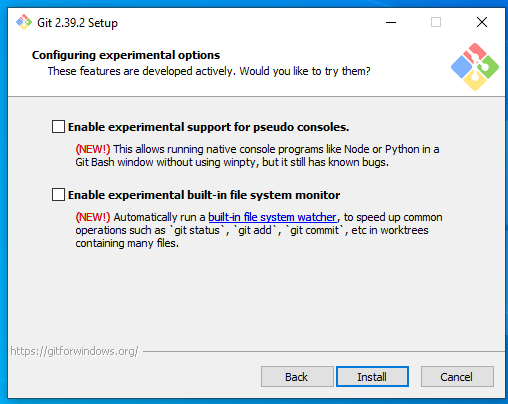 Git 2.39.2 Setup
Configuring experimental options
These features are developed actively. Would you like to try them?
Enable experimental support for pseudo consoles.
(NEW!) This allows running native console programs like Node or Python in a
Git Bash window without using winpty, but it still has known bugs.
Enable experimental built-in file system monitor
(NEW!) Automatically run a built-in file system watcher, to speed up common
operations such as `git status`, `git add`, `git commit`, etc in worktrees
containing many files.
https://gitforwindows.org/
Back
Install
Cancel